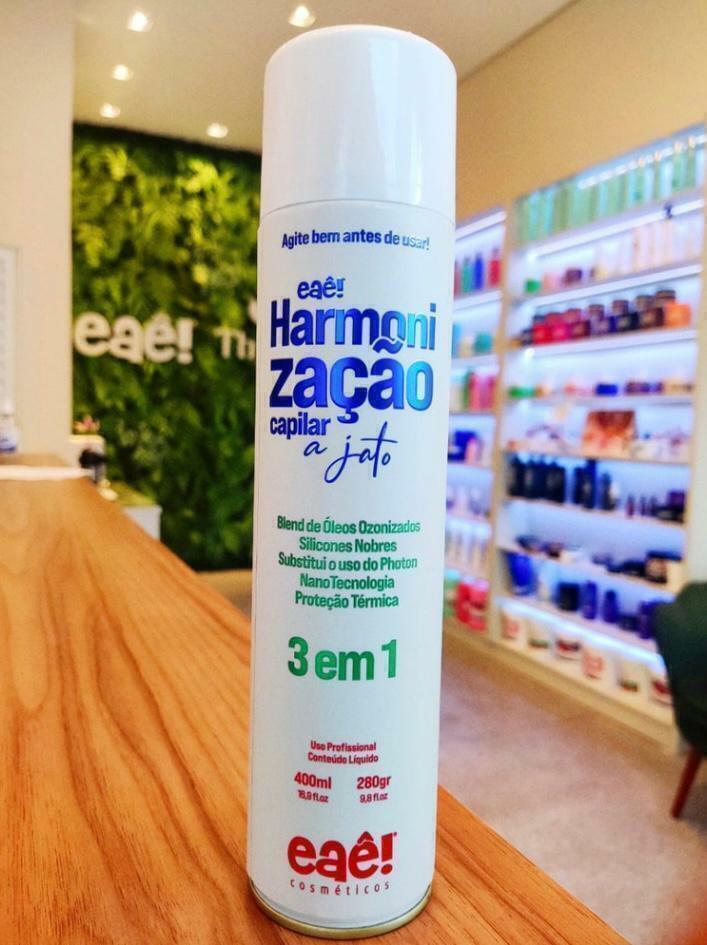 Agite bem antes de usar!
eaê!
Harmoni
zação
capilar
a jato
Blend de Óleos Ozonizados
Silicones Nobres
Substitui o uso do Photon
NanoTecnologia
Proteção Térmica
3 em 1
Uso Profissional
Conteúdo Líquido
400ml 280gr
16,9 fl.oz 9,8 fl.oz
eaê!
cosméticos
eaê!